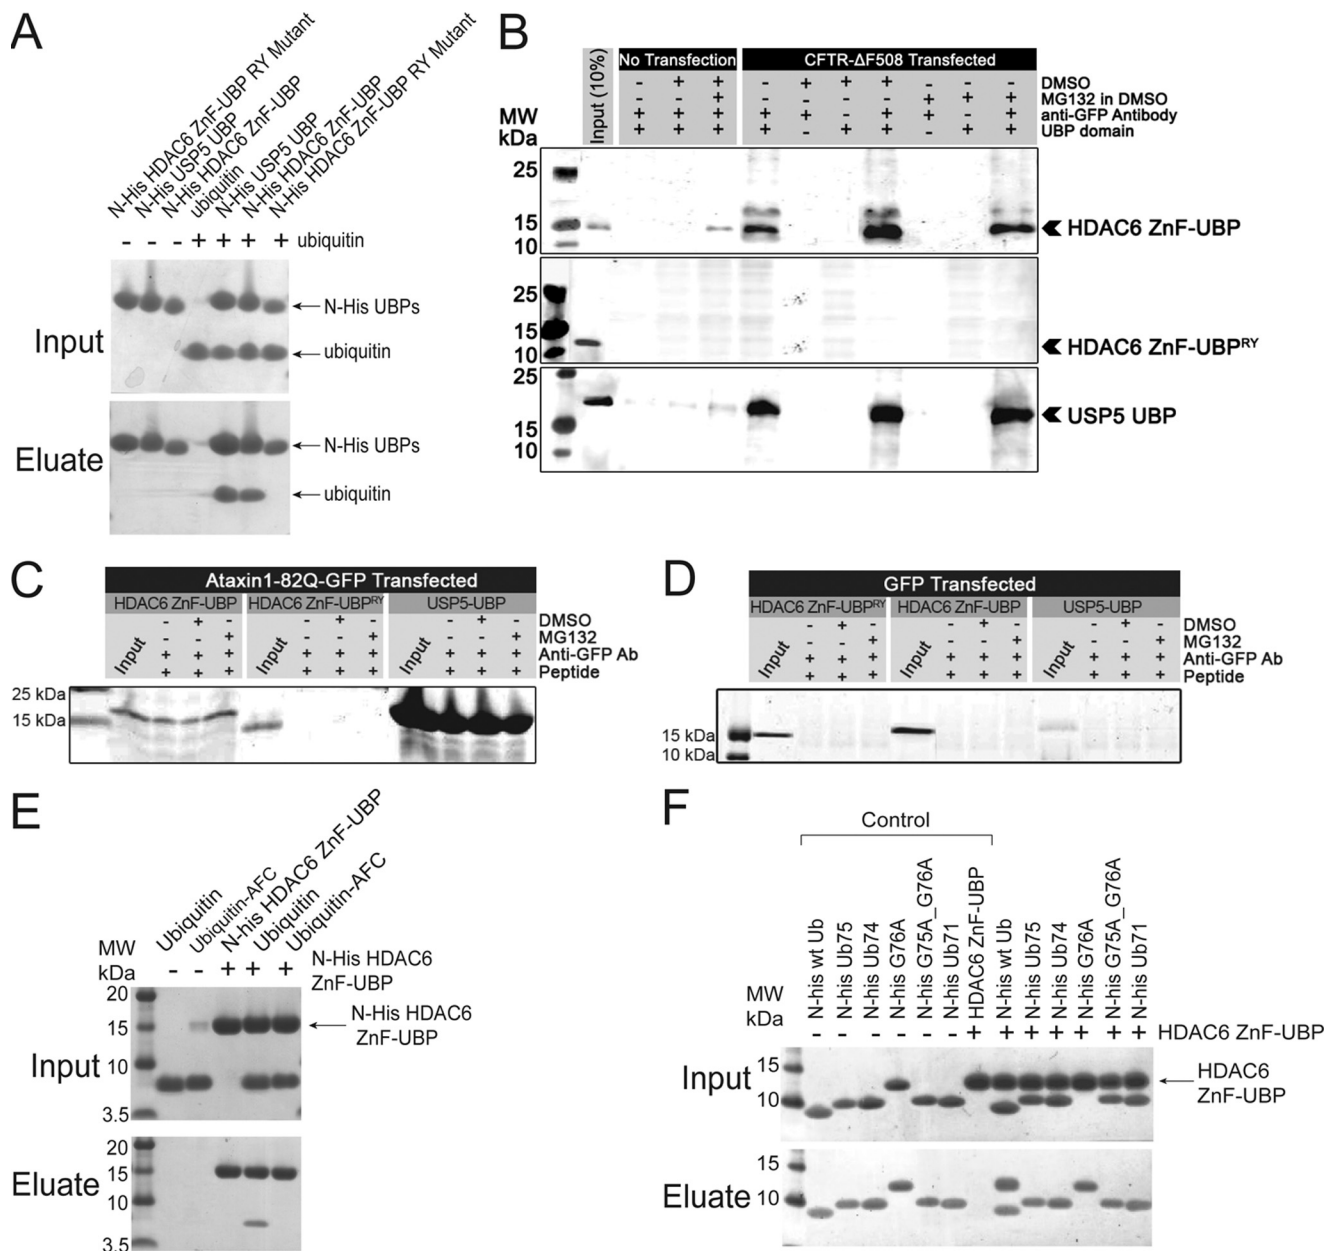 A
N-His HDAC6 ZnF-UBP RY Mutant
N-His USP5 UBP
N-His HDAC6 ZnF-UBP
ubiquitin
N-His USP5 UBP
N-His HDAC6 ZnF-UBP
N-His HDAC6 ZnF-UBP RY Mutant
- - - + + + + ubiquitin
Input
N-His UBPs
ubiquitin
Eluate
N-His UBPs
ubiquitin
B
MW
kDa
Input (10%)
No Transfection
CFTR-ΔF508 Transfected
- + + - + + + - - - DMSO
- - + - - - - + + + MG132 in DMSO
+ + + + + - + + - + anti-GFP Antibody
+ + + + - + + - + + UBP domain
25
15
10
HDAC6 ZnF-UBP
25
15
10
HDAC6 ZnF-UBPRY
25
15
10
USP5 UBP
C
Ataxin1-82Q-GFP Transfected
HDAC6 ZnF-UBP
HDAC6 ZnF-UBPRY
USP5-UBP
Input
Input
Input
- + - - + - - + - DMSO
- - + - - + - - + MG132
+ + + + + + + + + Anti-GFP Ab
+ + + + + + + + + Peptide
25 kDa
15 kDa
D
GFP Transfected
HDAC6 ZnF-UBPRY
HDAC6 ZnF-UBP
USP5-UBP
Input
Input
Input
- + - - + - - + - DMSO
- - + - - + - - + MG132
+ + + + + + + + + Anti-GFP Ab
+ + + + + + + + + Peptide
15 kDa
10 kDa
E
Ubiquitin
Ubiquitin-AFC
N-his HDAC6 ZnF-UBP
Ubiquitin
Ubiquitin-AFC
MW
kDa
- - + + +
N-His HDAC6
ZnF-UBP
Input
20
15
10
3.5
N-His HDAC6
ZnF-UBP
Eluate
20
15
10
3.5
F
Control
N-his wt Ub
N-his Ub75
N-his Ub74
N-his G76A
N-his G75A_G76A
N-his Ub71
HDAC6 ZnF-UBP
N-his wt Ub
N-his Ub75
N-his Ub74
N-his G76A
N-his G75A_G76A
N-his Ub71
MW
kDa
- - - - - - + + + + + + + HDAC6 ZnF-UBP
Input
15
10
HDAC6
ZnF-UBP
Eluate
15
10